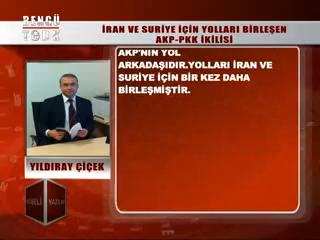 BENGÜ
TÜRK
İRAN VE SURİYE İÇİN YOLLARI BİRLEŞEN
AKP-PKK İKİLİSİ
AKP'NIN YOL
ARKADAŞIDIR.YOLLARI İRAN VE
SURİYE İÇİN BİR KEZ DAHA
BİRLEŞMİŞTİR.
YILDIRAY ÇİÇEK